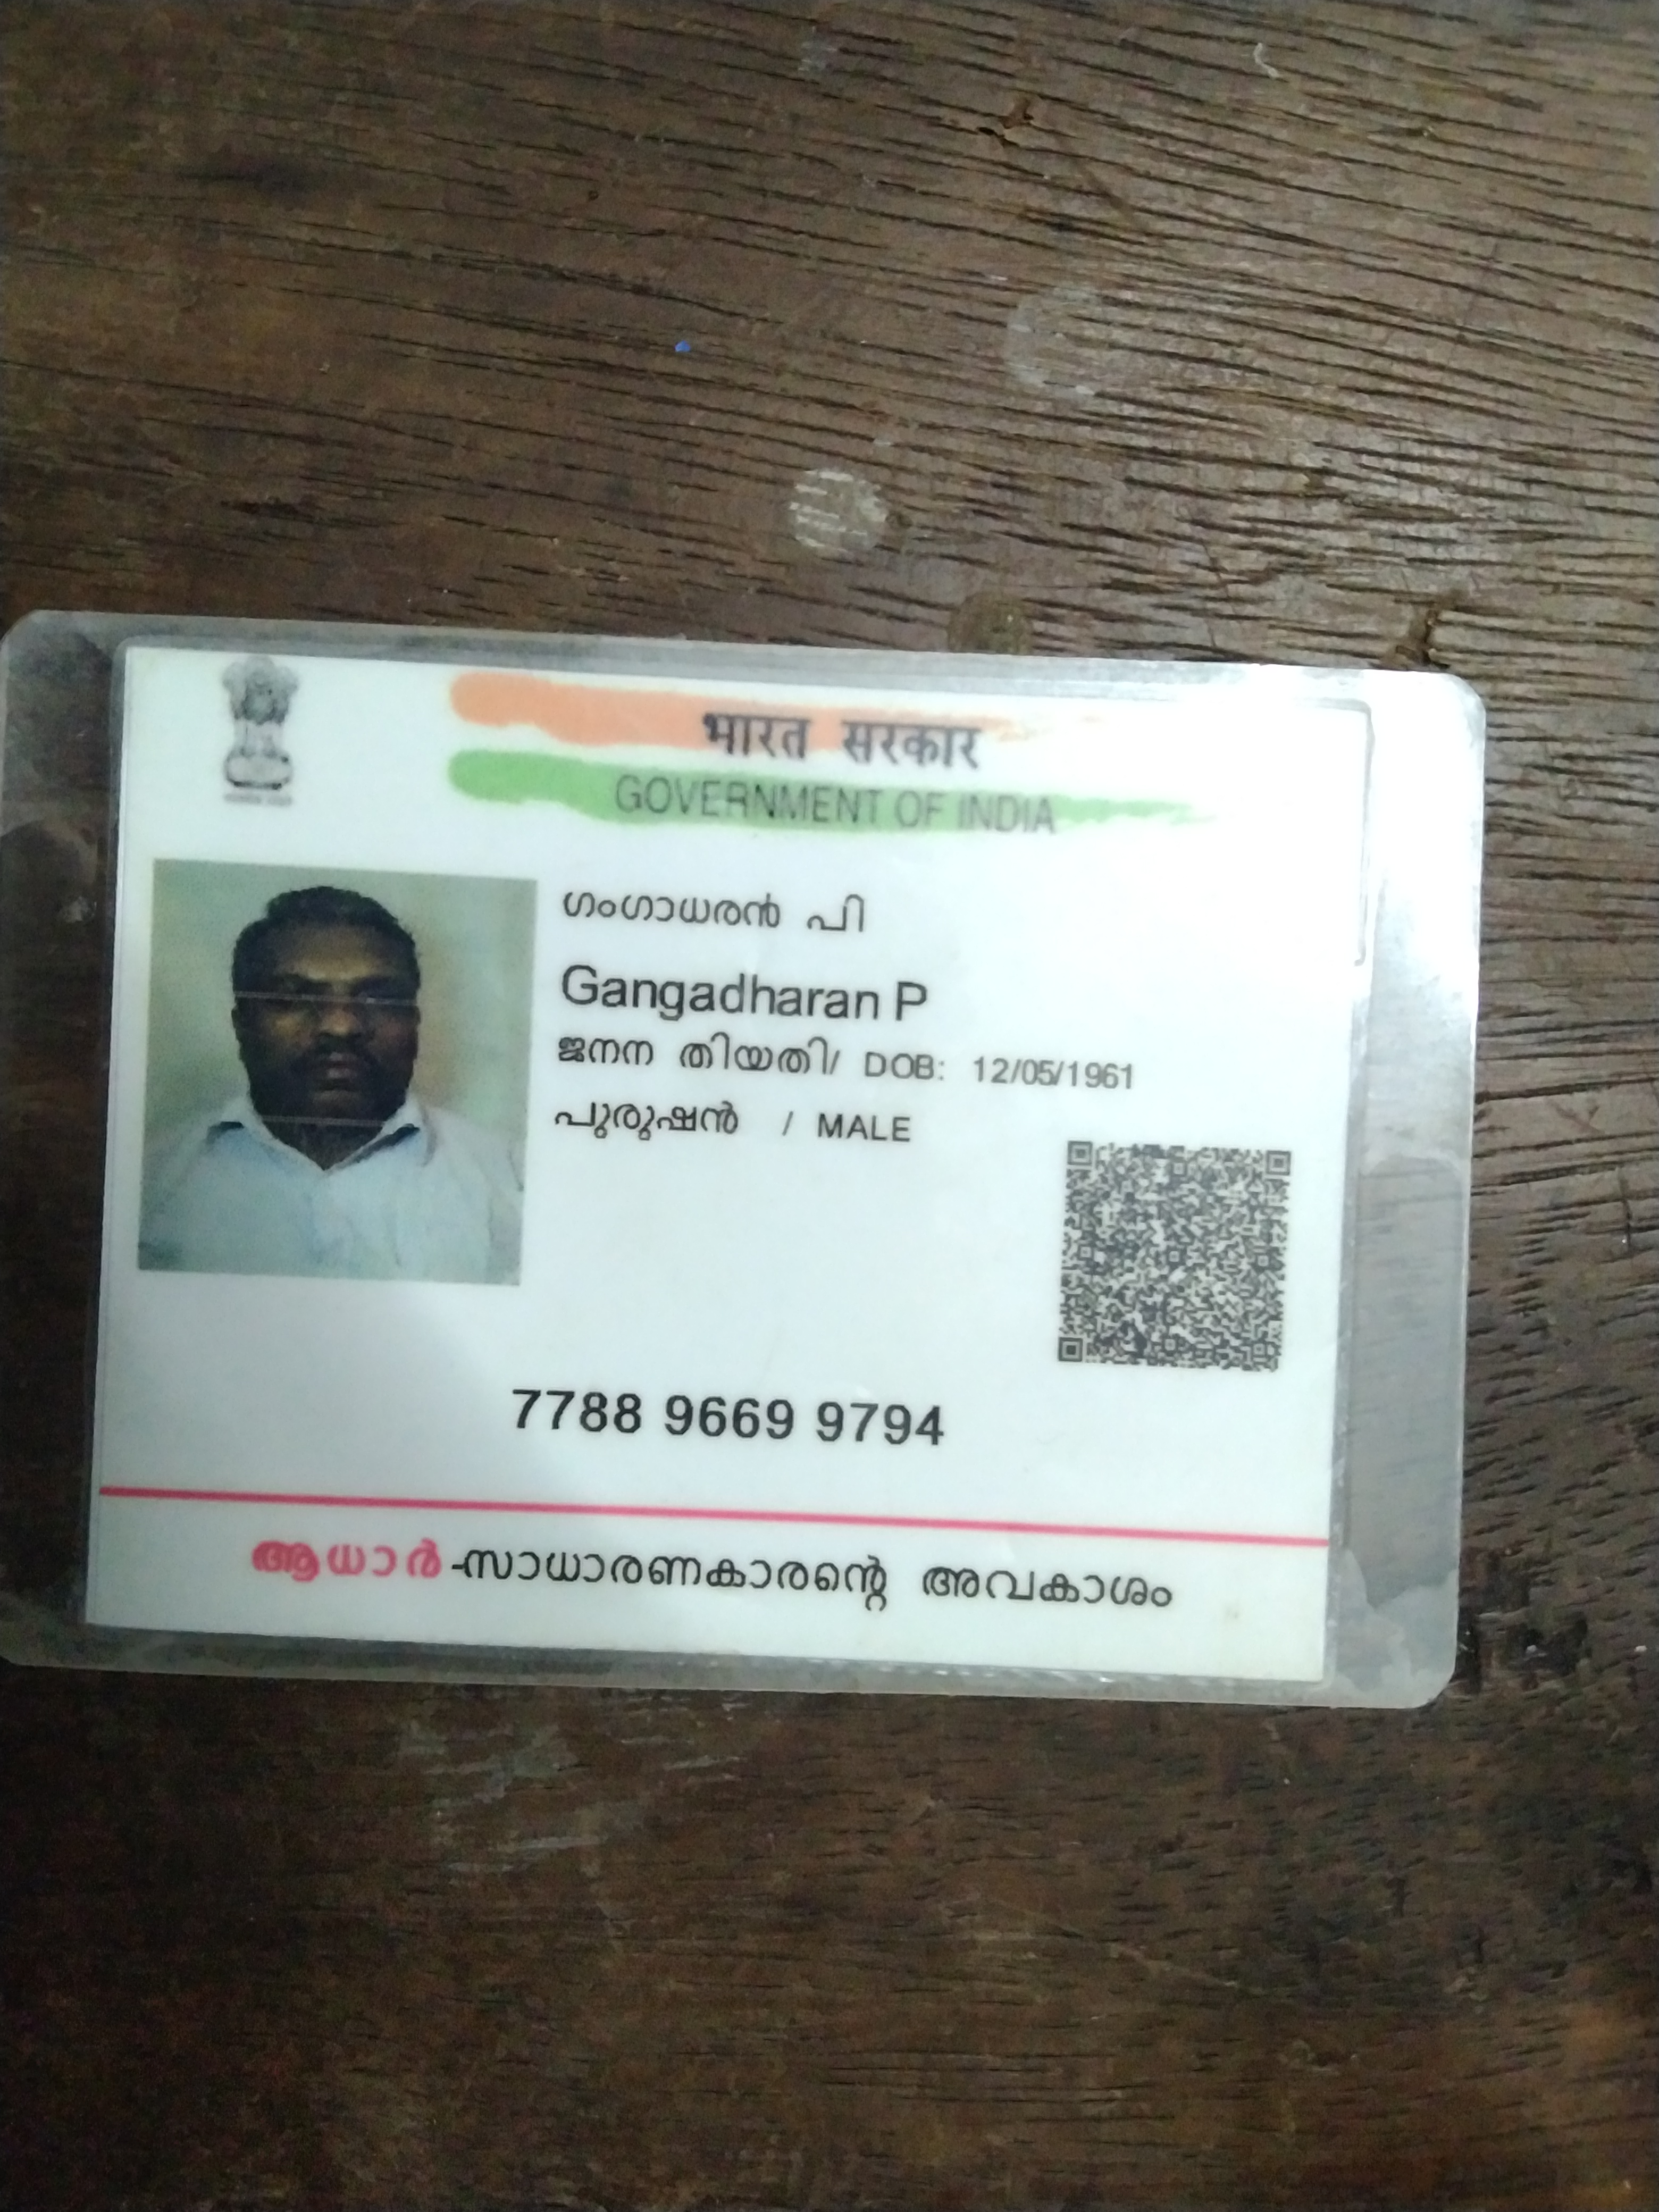 भारत सरकार
GOVERNMENT OF INDIA
ഗംഗാധരൻ പി
Gangadharan P
ജനന തിയതി/ DOB: 12/05/1961
പുരുഷൻ / MALE
7788 9669 9794
ആധാർ-സാധാരണകാരന്റെ അവകാശം